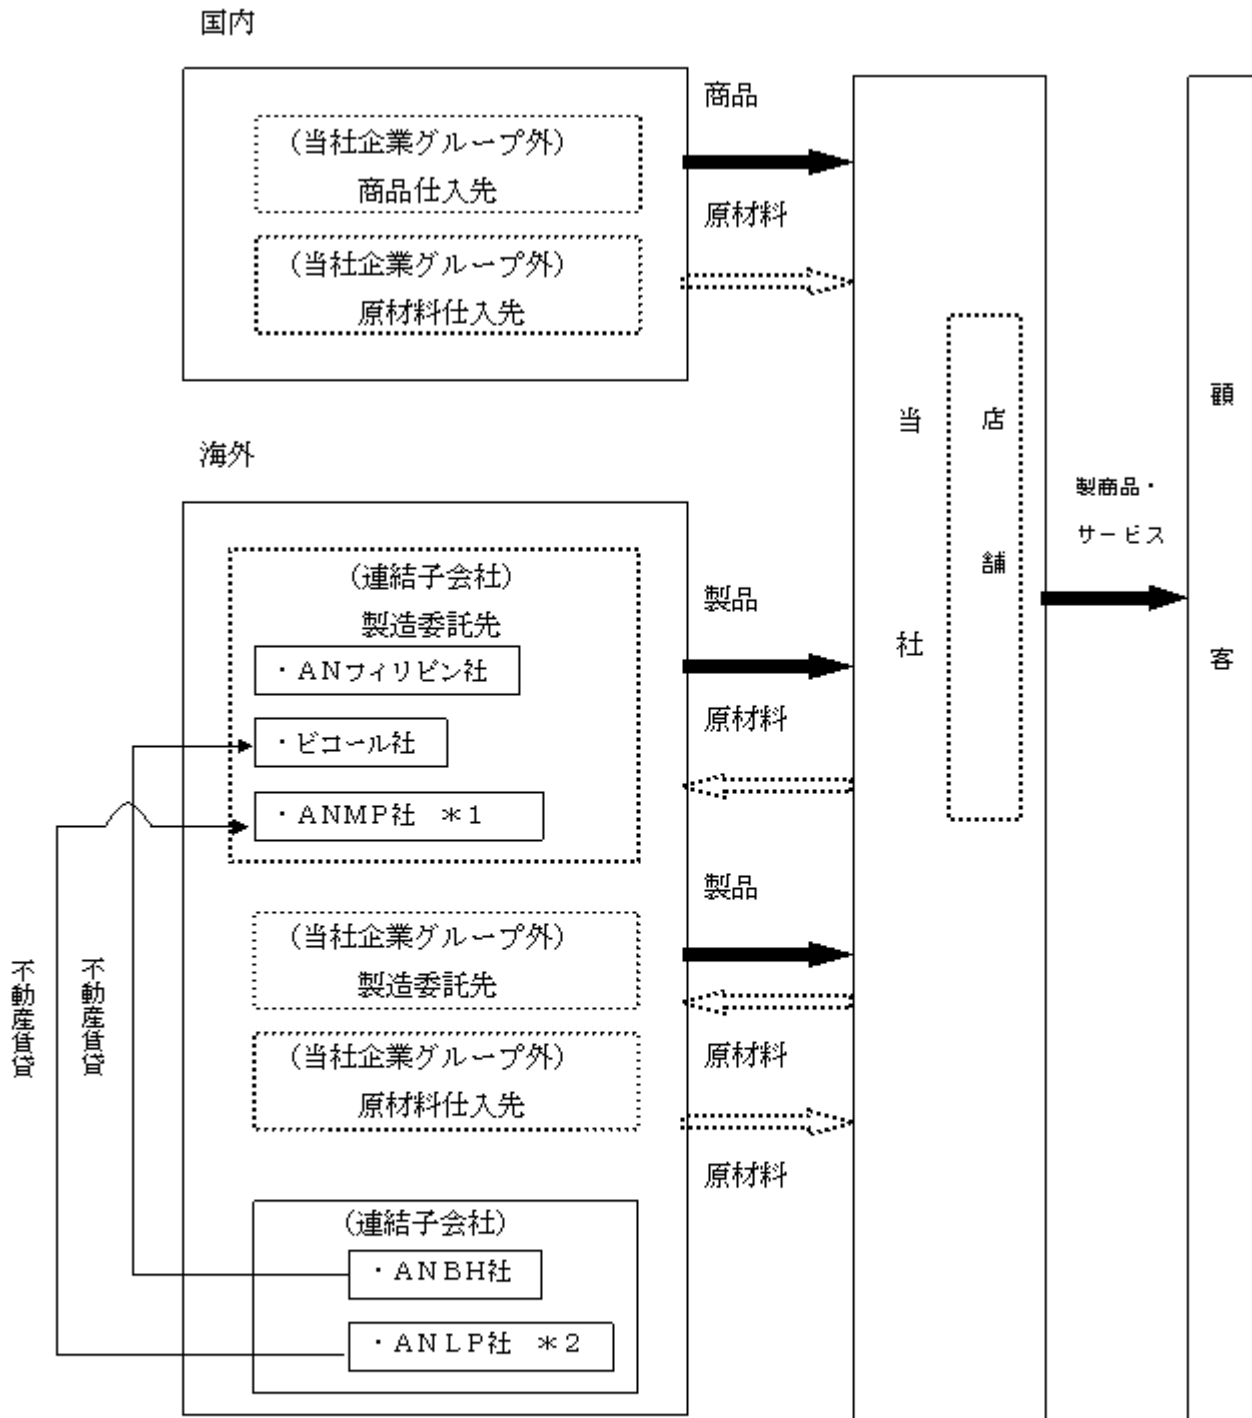 国内
商品
（当社企業グループ外）
商品仕入先
原材料
（当社企業グループ外）
原材料仕入先
海外
（連結子会社）
製造委託先
・ＡＮフィリピン社
・ビコール社
・ＡＮＭＰ社　＊１
製品
原材料
製品
（当社企業グループ外）
製造委託先
（当社企業グループ外）
原材料仕入先
原材料
原材料
（連結子会社）
・ＡＮＢＨ社
・ＡＮＬＰ社　＊２
不動産賃貸
不動産賃貸
当社
店舗
製商品・
サービス
顧客